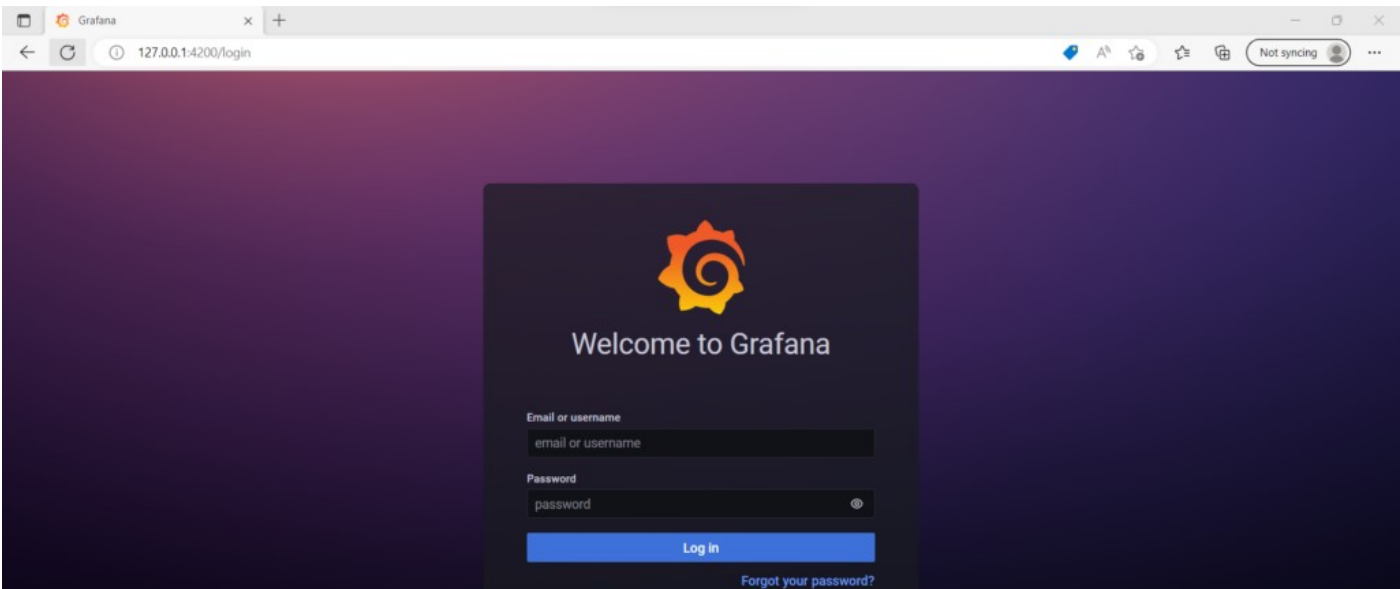 Grafana
127.0.0.1:4200/login
Not syncing
Welcome to Grafana
Email or username
email or username
Password
password
Log in
Forgot your password?